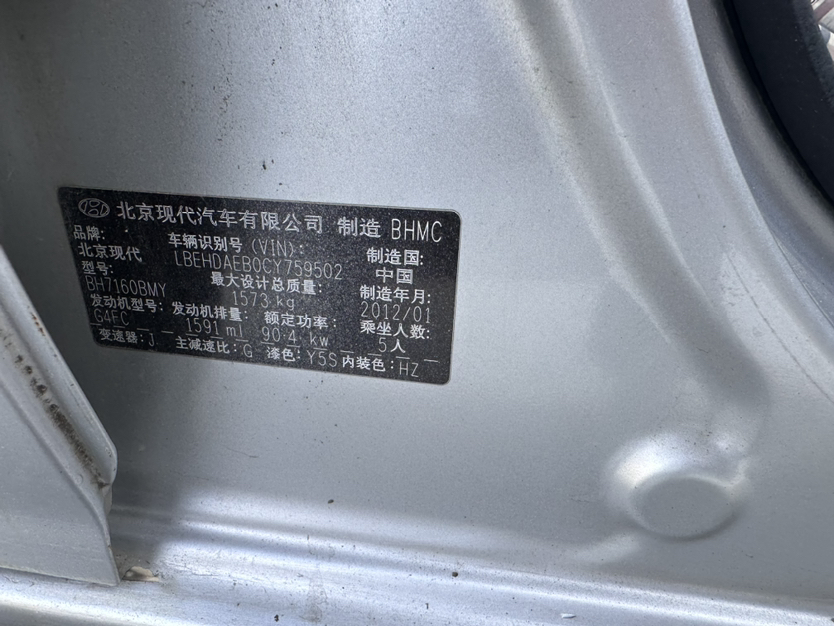 北京现代汽车有限公司 制造 BHMC
品牌: 车辆识别号(VIN): 制造国:
北京现代 LBEHDAEB0CY759502 中国
型号: 最大设计总质量: 制造年月:
BH7160BMY 1573 kg 2012/01
发动机型号: 发动机排量: 额定功率: 乘坐人数:
G4EC 1591 ml 90.4 kw 5人
变速器: J 主减速比: G 漆色: Y5S 内装色: HZ